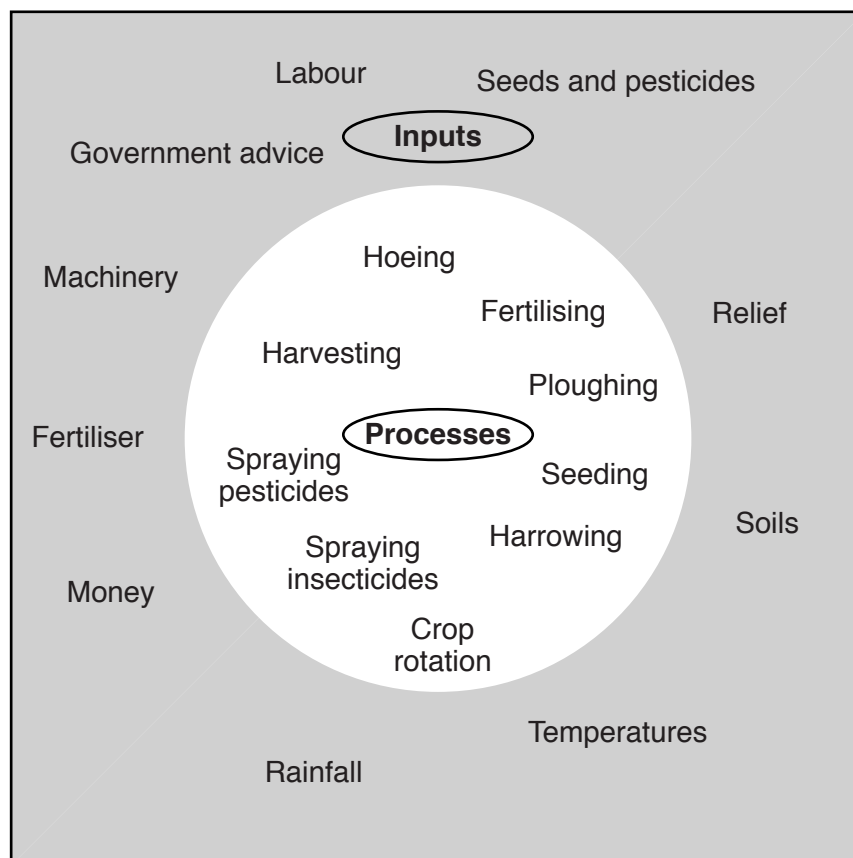 Labour
Seeds and pesticides
Inputs
Government advice
Hoeing
Machinery
Fertilising
Relief
Harvesting
Ploughing
Fertiliser
Processes
Spraying
pesticides
Seeding
Soils
Harrowing
Spraying
insecticides
Money
Crop
rotation
Temperatures
Rainfall